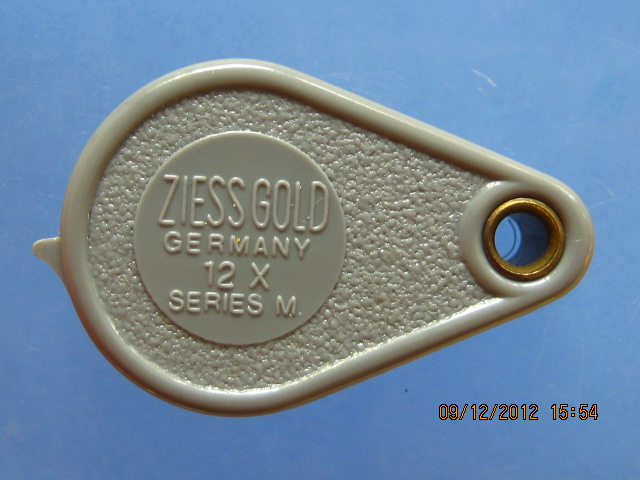 ZIESS GOLD
GERMANY
12 X
SERIES M.
09/12/2012 15:54